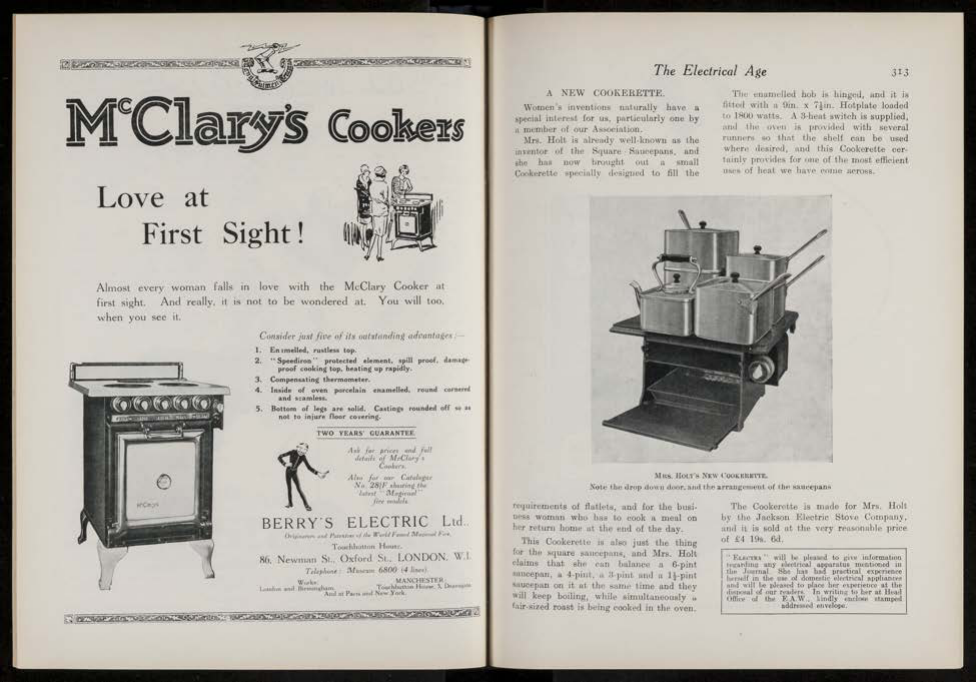 McClary's Cookers
Love at
First Sight!
Almost every woman falls in love with the McClary Cooker at
first sight. And really, it is not to be wondered at. You will too,
when you see it.
Consider just five of its outstanding advantages :—
1. Enamelled, rustless top.
2. "Speediron" protected element, spill proof, damage-
proof cooking top, heating up rapidly.
3. Compensating thermometer.
4. Inside of oven porcelain enamelled, round cornered
and seamless.
5. Bottom of legs are solid. Castings rounded off so as
not to injure floor covering.
TWO YEARS' GUARANTEE.
Ask for prices and full
details of McClary's
Cookers.
Also for our Catalogue
No. 281F showing the
latest "Magicoal"
fire models.
McClarys
BERRY'S ELECTRIC Ltd.
Originators and Patentees of the World Famed Magicoal Fire,
Touchbutton House,
86, Newman St., Oxford St., LONDON, W.1.
Telephone: Museum 6800 (4 lines).
Works:
London and Birmingham.
MANCHESTER:
Touchbutton House, 3, Deansgate
And at Paris and New York.
The Electrical Age
313
A NEW COOKERETTE.
Women's inventions naturally have a
special interest for us, particularly one by
a member of our Association.
Mrs. Holt is already well-known as the
inventor of the Square Saucepans, and
she has now brought out a small
Cookerette specially designed to fill the
The enamelled hob is hinged, and it is
fitted with a 9in. x 7½in. Hotplate loaded
to 1800 watts. A 3-heat switch is supplied,
and the oven is provided with several
runners so that the shelf can be used
where desired, and this Cookerette cer-
tainly provides for one of the most efficient
uses of heat we have come across.
MRS. HOLT'S NEW COOKERETTE.
Note the drop down door, and the arrangement of the saucepans
requirements of flatlets, and for the busi-
ness woman who has to cook a meal on
her return home at the end of the day.
This Cookerette is also just the thing
for the square saucepans, and Mrs. Holt
claims that she can balance a 6-pint
saucepan, a 4-pint, a 3-pint and a 1½-pint
saucepan on it at the same time and they
will keep boiling, while simultaneously a
fair-sized roast is being cooked in the oven.
The Cookerette is made for Mrs. Holt
by the Jackson Electric Stove Company,
and it is sold at the very reasonable price
of £4 19s. 6d.
"ELECTRA" will be pleased to give information
regarding any electrical apparatus mentioned in
the Journal. She has had practical experience
herself in the use of domestic electrical appliances
and will be pleased to place her experience at the
disposal of our readers. In writing to her at Head
Office of the E.A.W., kindly enclose stamped
addressed envelope.